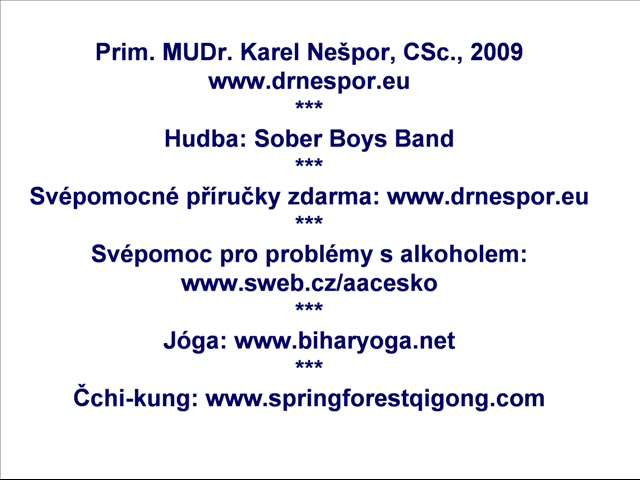 Prim. MUDr. Karel Nešpor, CSc., 2009
www.drnespor.eu
***
Hudba: Sober Boys Band
***
Svépomocné příručky zdarma: www.drnespor.eu
***
Svépomoc pro problémy s alkoholem:
www.sweb.cz/aacesko
***
Jóga: www.biharyoga.net
***
Čchi-kung: www.springforestqigong.com